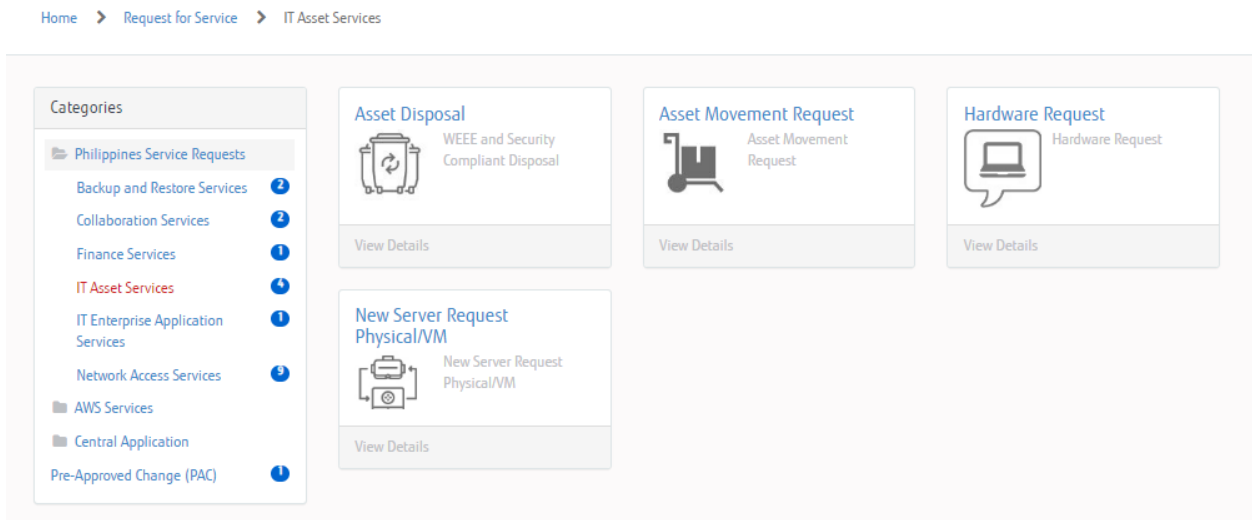 Home > Request for Service > IT Asset Services
Categories
Philippines Service Requests
Backup and Restore Services 2
Collaboration Services 2
Finance Services 1
IT Asset Services 4
IT Enterprise Application
Services 1
Network Access Services 9
AWS Services
Central Application
Pre-Approved Change (PAC) 1
Asset Disposal
WEEE and Security
Compliant Disposal
View Details
Asset Movement Request
Asset Movement
Request
View Details
Hardware Request
Hardware Request
View Details
New Server Request
Physical/VM
New Server Request
Physical/VM
View Details